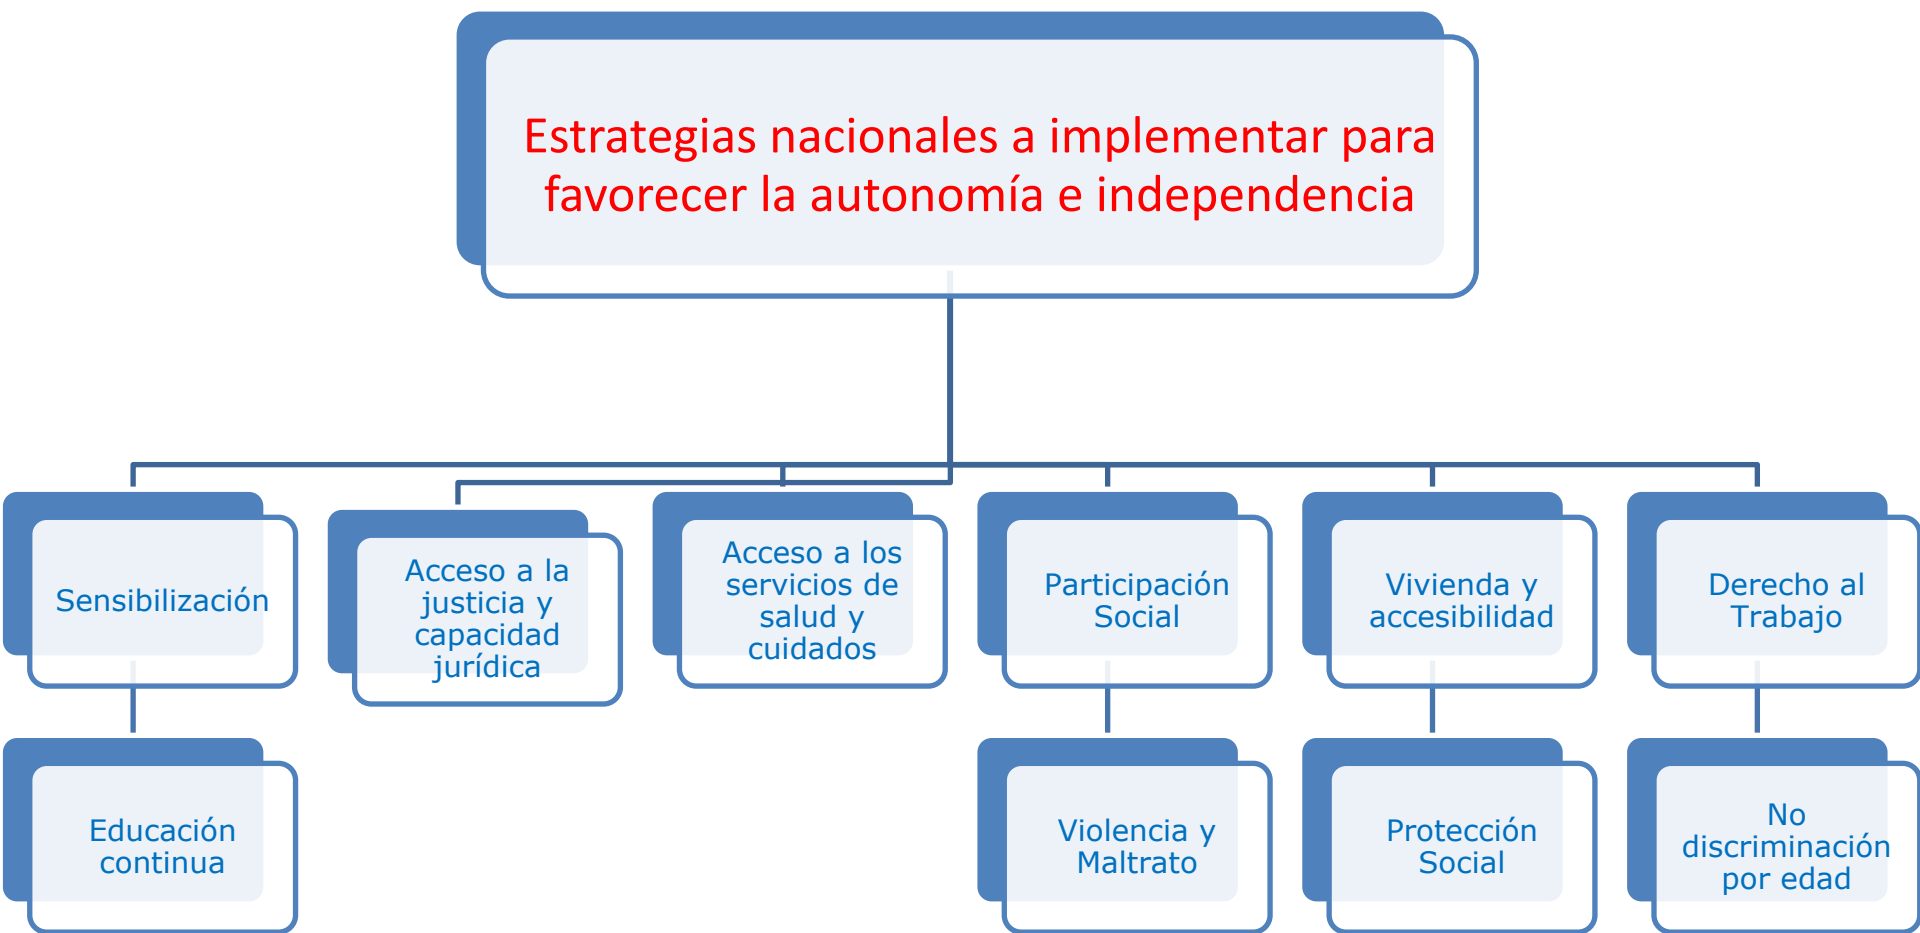 Estrategias nacionales a implementar para
favorecer la autonomía e independencia
Sensibilización
Acceso a la
justicia y
capacidad
jurídica
Acceso a los
servicios de
salud y
cuidados
Participación
Social
Vivienda y
accesibilidad
Derecho al
Trabajo
Educación
continua
Violencia y
Maltrato
Protección
Social
No
discriminación
por edad